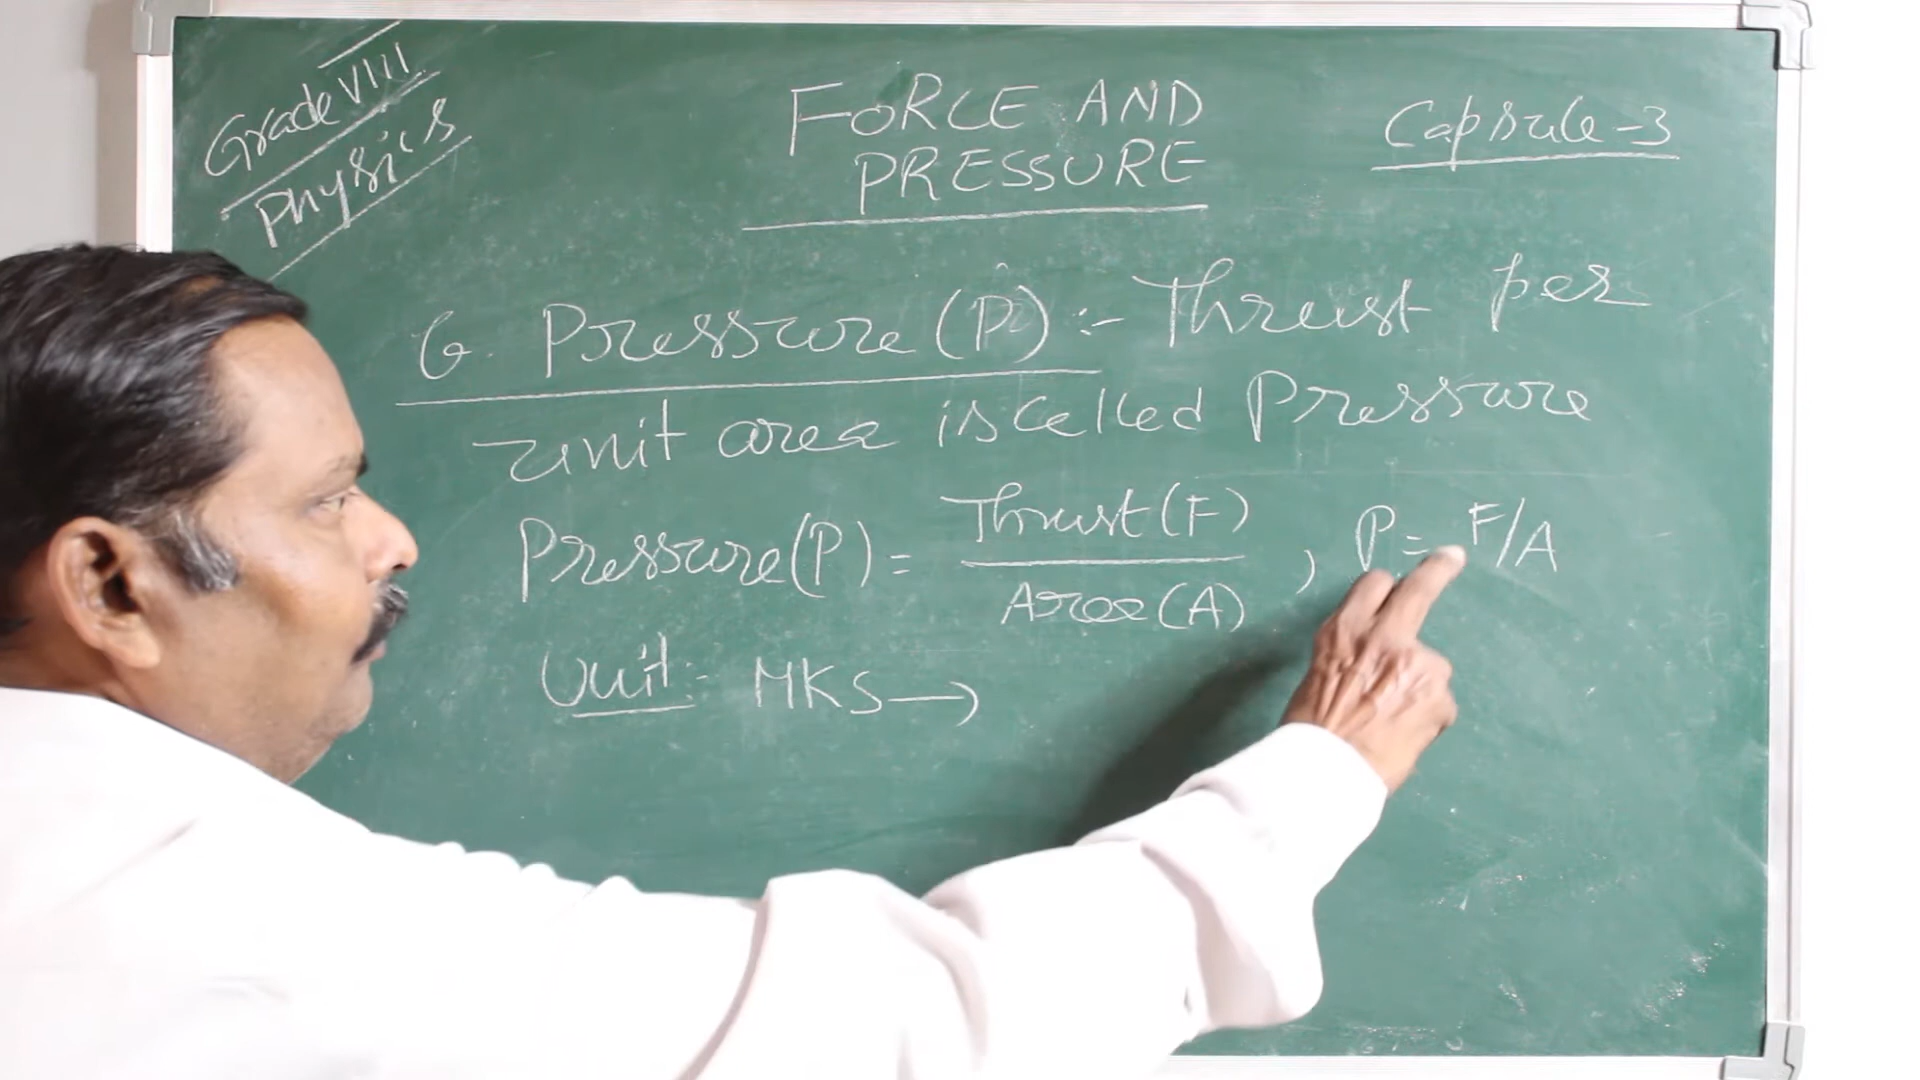 Grade VIII
Physics
FORCE AND
PRESSURE
Capsule-3
6. Pressure (P) :- Thrust per
unit area is called Pressure
Pressure (P) = Thrust (F) / Area (A) , P = F/A
Unit:- MKS →